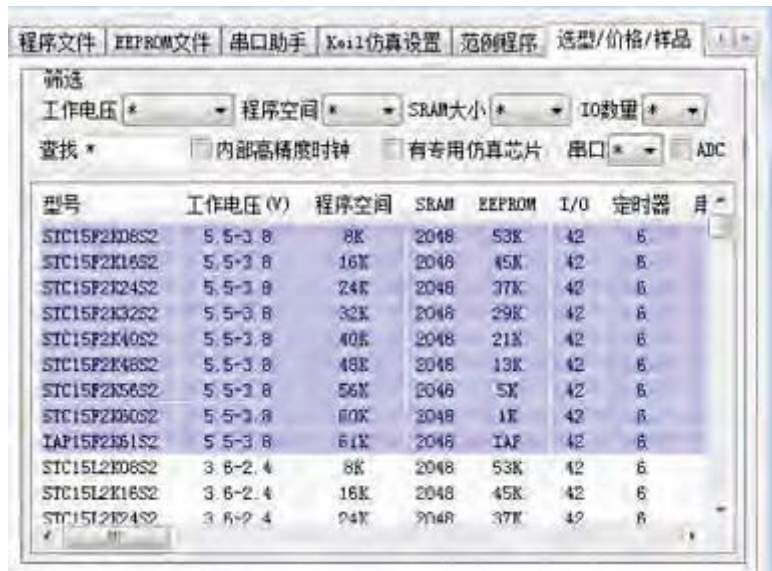 程序文件 EEPROM文件 串口助手 Keil仿真设置 范例程序 选型/价格/样品
筛选
工作电压 * 程序空间 * SRAM大小 * IO数量 *
查找 * 内部高精度时钟 有专用仿真芯片 串口 * ADC
型号 工作电压(V) 程序空间 SRAM EEPROM I/O 定时器
STC15F2K08S2 5.5-3.8 8K 2048 53K 42 6
STC15F2K16S2 5.5-3.8 16K 2048 45K 42 6
STC15F2K24S2 5.5-3.8 24K 2048 37K 42 6
STC15F2K32S2 5.5-3.8 32K 2048 29K 42 6
STC15F2K40S2 5.5-3.8 40K 2048 21K 42 6
STC15F2K48S2 5.5-3.8 48K 2048 13K 42 6
STC15F2K56S2 5.5-3.8 56K 2048 5K 42 6
STC15F2K60S2 5.5-3.8 60K 2048 1K 42 6
IAP15F2K61S2 5.5-3.8 61K 2048 IAP 42 6
STC15L2K08S2 3.6-2.4 8K 2048 53K 42 6
STC15L2K16S2 3.6-2.4 16K 2048 45K 42 6
STC15L2K24S2 3.6-2.4 24K 2048 37K 42 6